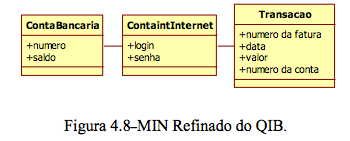 ContaBancaria
+numero
+saldo
ContaintInternet
+login
+senha
Transacao
+numero da fatura
+data
+valor
+numero da conta
Figura 4.8–MIN Refinado do QIB.